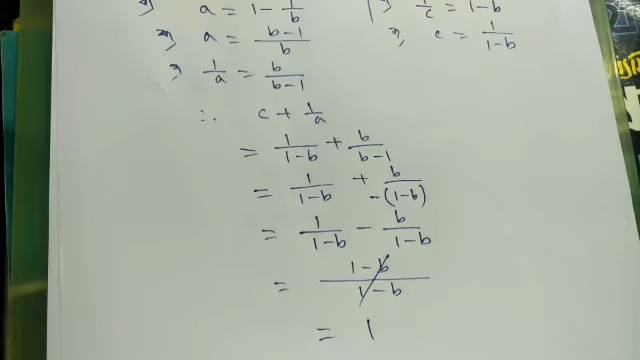 ⇒ a = 1 - 1/b
⇒ 1/c = 1-b
⇒ a = (b-1)/b
⇒ c = 1/(1-b)
⇒ 1/a = b/(b-1)
∴ c + 1/a
= 1/(1-b) + b/(b-1)
= 1/(1-b) + b/-(1-b)
= 1/(1-b) - b/(1-b)
= (1-b)/(1-b)
= 1